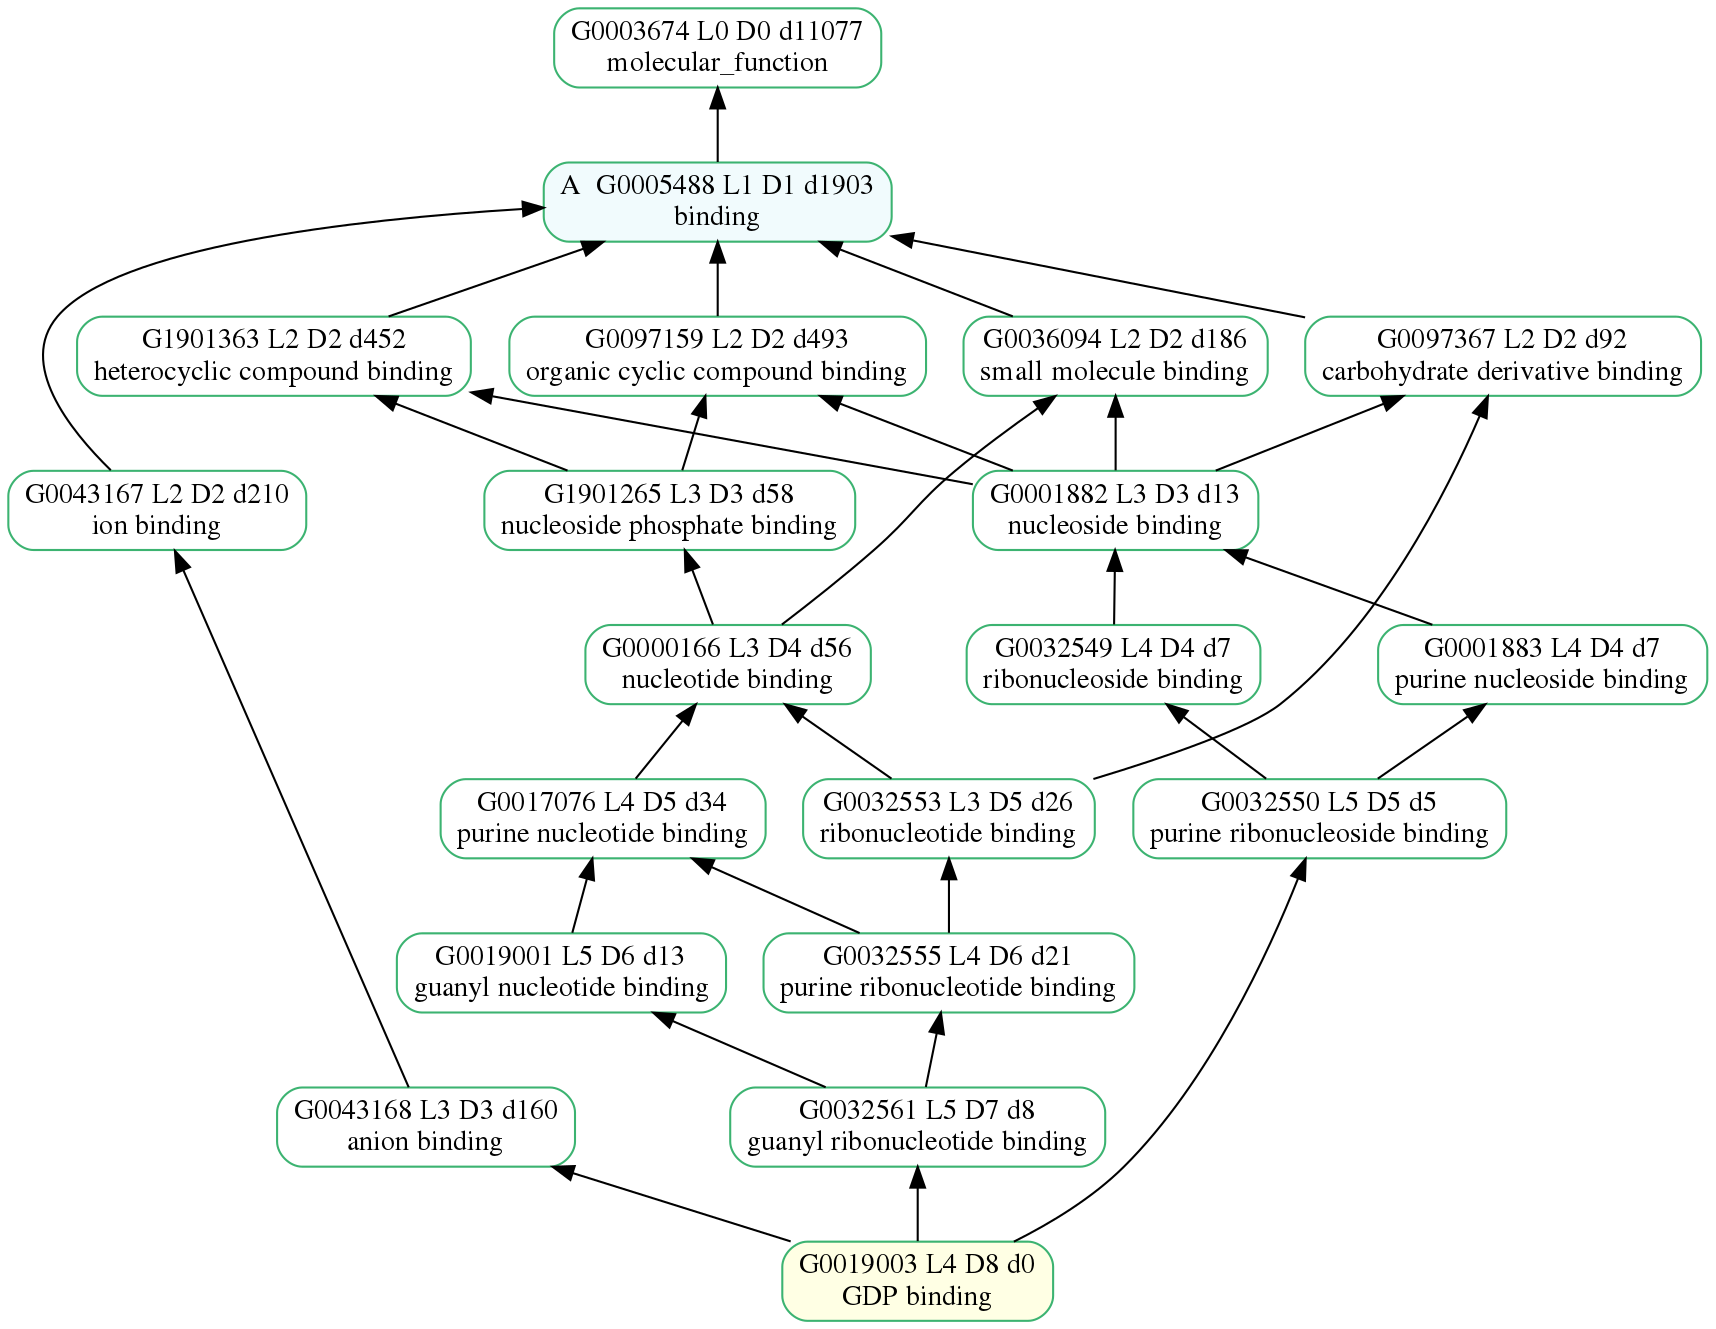 G0003674 L0 D0 d11077
molecular_function
A  G0005488 L1 D1 d1903
binding
G1901363 L2 D2 d452
heterocyclic compound binding
G0097159 L2 D2 d493
organic cyclic compound binding
G0036094 L2 D2 d186
small molecule binding
G0097367 L2 D2 d92
carbohydrate derivative binding
G0043167 L2 D2 d210
ion binding
G1901265 L3 D3 d58
nucleoside phosphate binding
G0001882 L3 D3 d13
nucleoside binding
G0000166 L3 D4 d56
nucleotide binding
G0032549 L4 D4 d7
ribonucleoside binding
G0001883 L4 D4 d7
purine nucleoside binding
G0017076 L4 D5 d34
purine nucleotide binding
G0032553 L3 D5 d26
ribonucleotide binding
G0032550 L5 D5 d5
purine ribonucleoside binding
G0019001 L5 D6 d13
guanyl nucleotide binding
G0032555 L4 D6 d21
purine ribonucleotide binding
G0043168 L3 D3 d160
anion binding
G0032561 L5 D7 d8
guanyl ribonucleotide binding
G0019003 L4 D8 d0
GDP binding